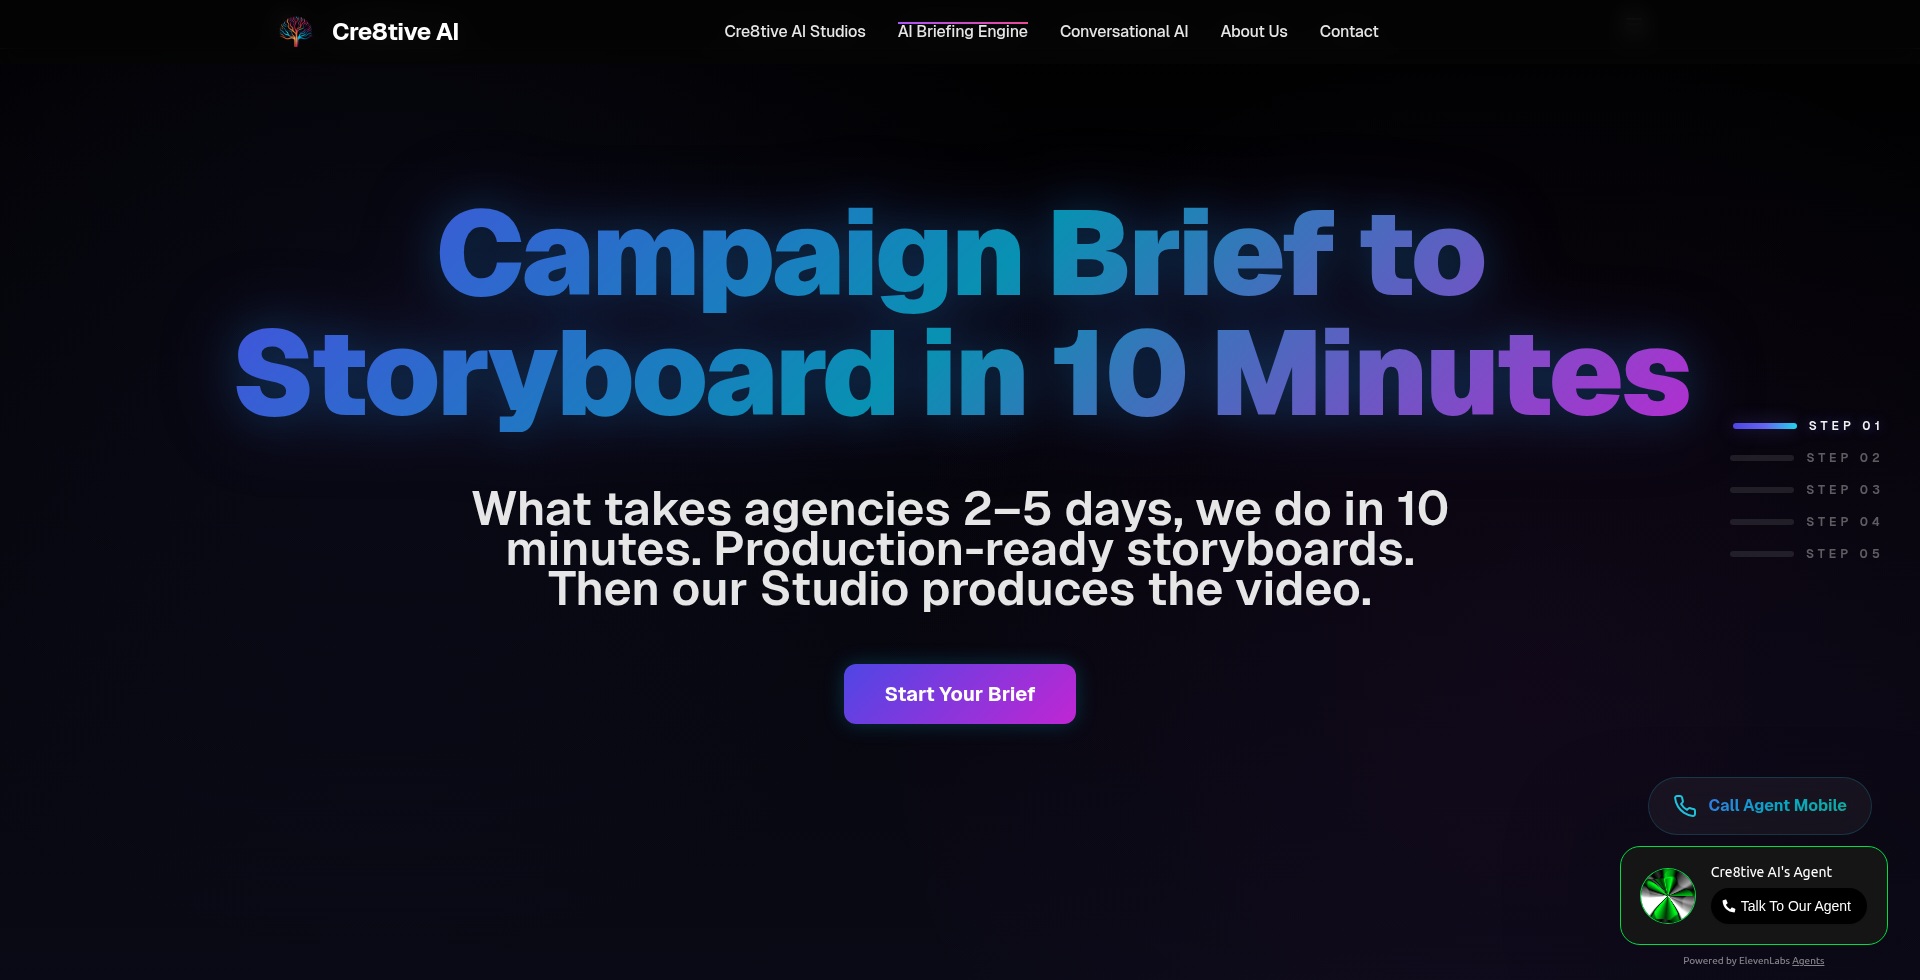 Cre8tive AI
Cre8tive AI Studios
AI Briefing Engine
Conversational AI
About Us
Contact
Campaign Brief to
Storyboard in 10 Minutes
What takes agencies 2–5 days, we do in 10
minutes. Production-ready storyboards.
Then our Studio produces the video.
Start Your Brief
STEP 01
STEP 02
STEP 03
STEP 04
STEP 05
Call Agent Mobile
Cre8tive AI's Agent
Talk To Our Agent
Powered by ElevenLabs Agents